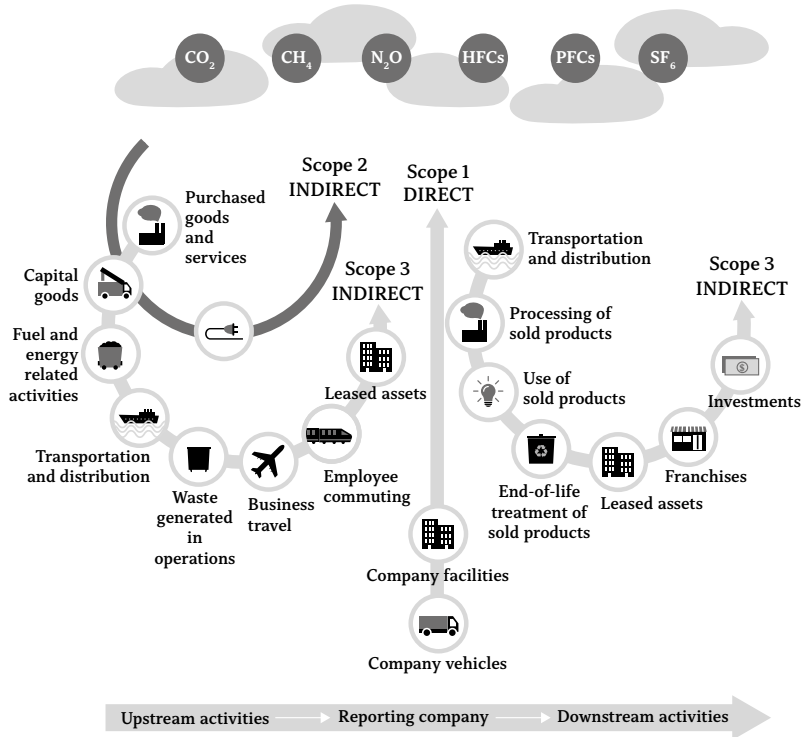 CO₂
CH₄
N₂O
HFCs
PFCs
SF₆
Scope 2
INDIRECT
Scope 1
DIRECT
Purchased
goods
and
services
Capital
goods
Fuel and
energy
related
activities
Transportation
and distribution
Waste
generated
in
operations
Business
travel
Employee
commuting
Leased assets
Scope 3
INDIRECT
Company facilities
Company vehicles
Transportation
and distribution
Processing of
sold products
Use of
sold products
End-of-life
treatment of
sold products
Leased assets
Franchises
Investments
$
Scope 3
INDIRECT
Upstream activities
Reporting company
Downstream activities